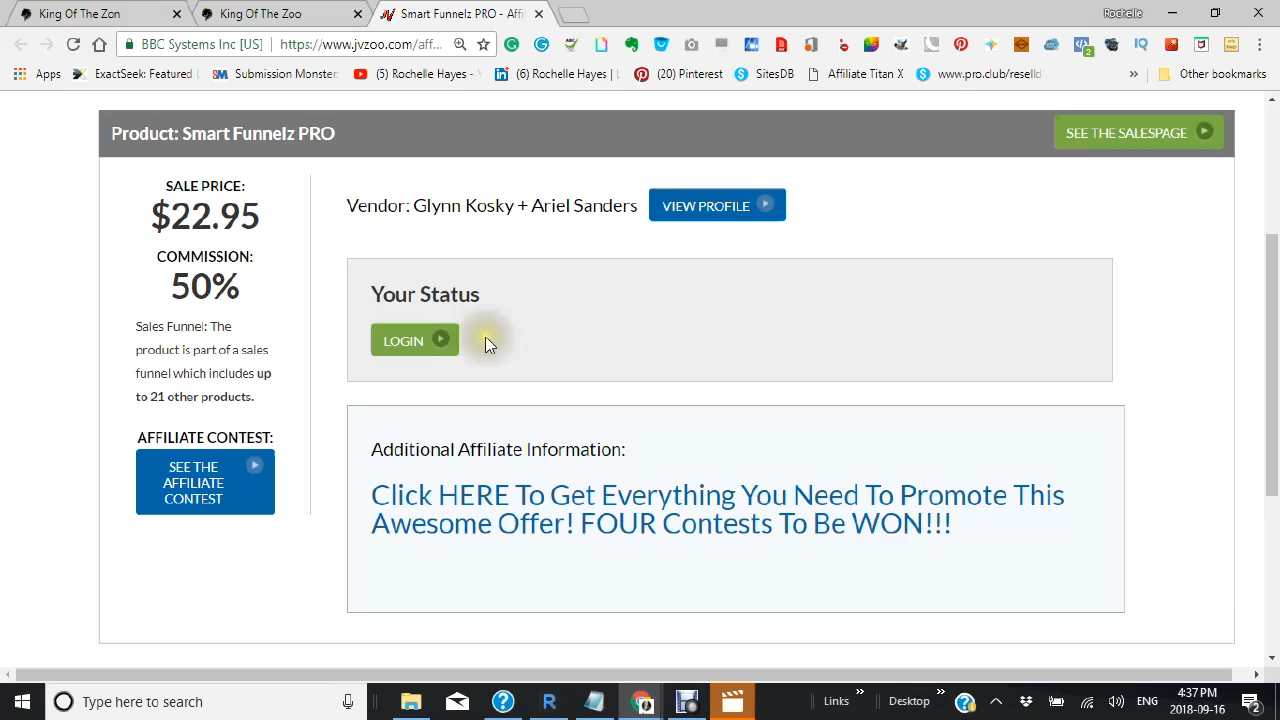 King Of The Zon
King Of The Zoo
Smart Funnelz PRO - Affi
Rochelle
BBC Systems Inc [US]
https://www.jvzoo.com/aff...
Apps
ExactSeek: Featured
Submission Monster
(5) Rochelle Hayes -
(6) Rochelle Hayes | L
(20) Pinterest
SitesDB
Affiliate Titan X
www.pro.club/reselld
»
Other bookmarks
Product: Smart Funnelz PRO
SEE THE SALESPAGE
SALE PRICE:
$22.95
COMMISSION:
50%
Sales Funnel: The
product is part of a sales
funnel which includes up
to 21 other products.
AFFILIATE CONTEST:
SEE THE
AFFILIATE
CONTEST
Vendor: Glynn Kosky + Ariel Sanders
VIEW PROFILE
Your Status
LOGIN
Additional Affiliate Information:
Click HERE To Get Everything You Need To Promote This
Awesome Offer! FOUR Contests To Be WON!!!
Type here to search
Links
»
Desktop
»
ENG
4:37 PM
2018-09-16
2